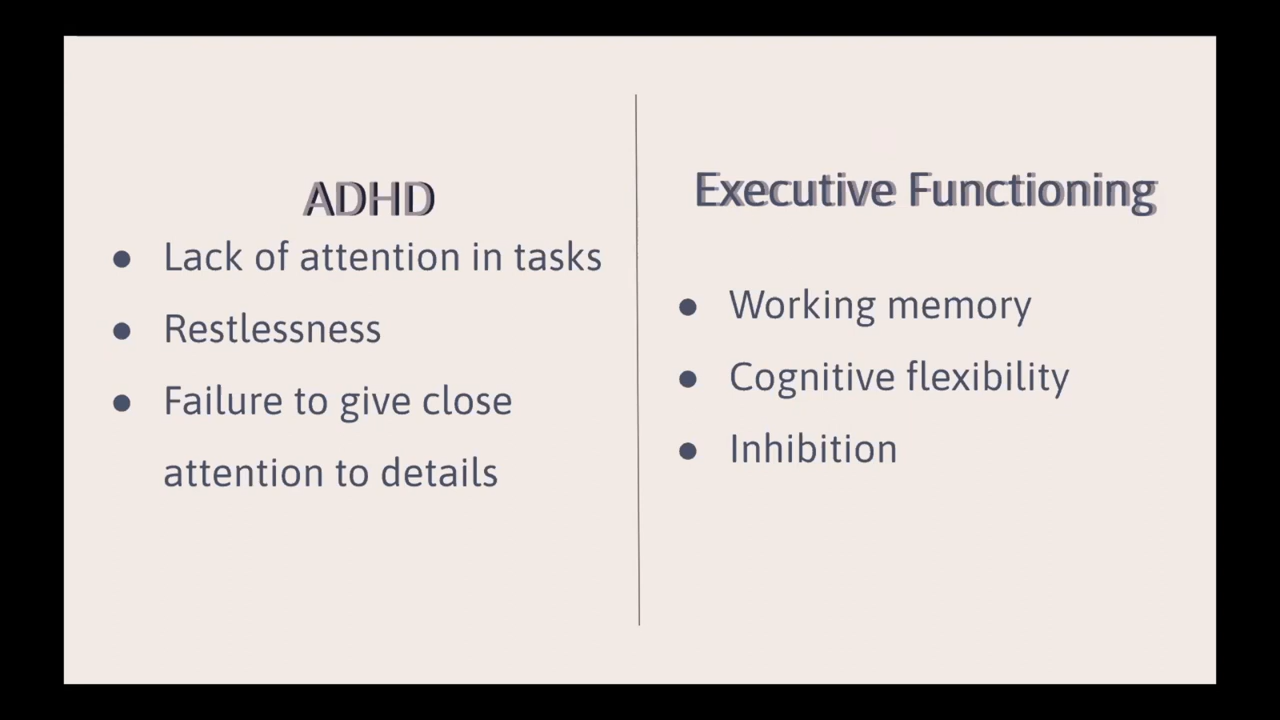 ADHD
● Lack of attention in tasks
● Restlessness
● Failure to give close
attention to details
Executive Functioning
● Working memory
● Cognitive flexibility
● Inhibition